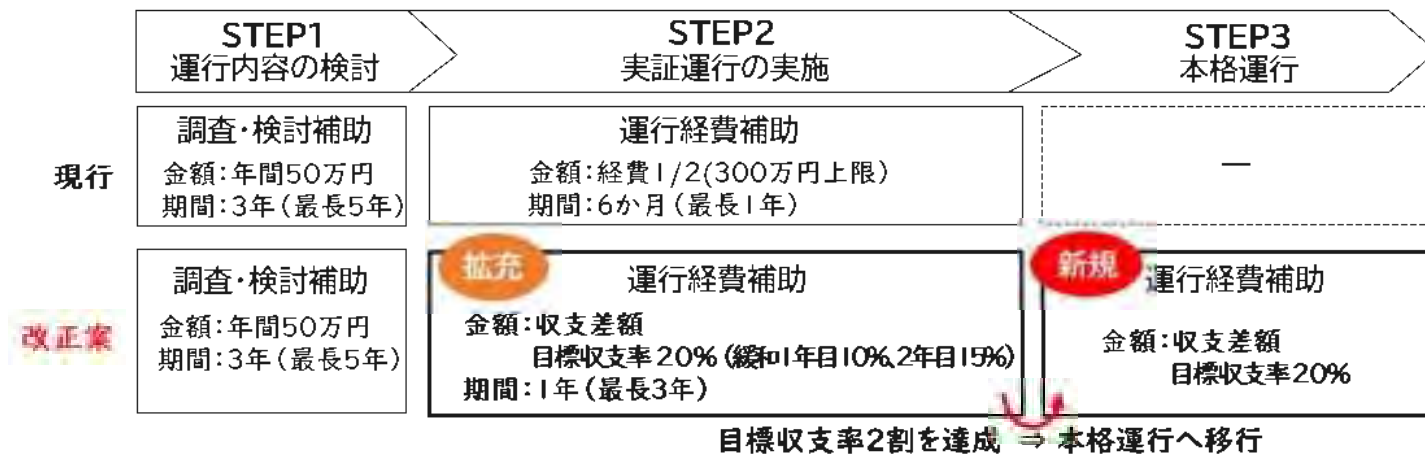 STEP1
運行内容の検討
STEP2
実証運行の実施
STEP3
本格運行
現行
調査・検討補助
金額：年間50万円
期間：3年（最長5年）
運行経費補助
金額：経費1/2(300万円上限)
期間：6か月（最長1年）
―
改正案
調査・検討補助
金額：年間50万円
期間：3年（最長5年）
拡充
運行経費補助
金額：収支差額
目標収支率20%（緩和1年目10%、2年目15%）
期間：1年（最長3年）
新規
運行経費補助
金額：収支差額
目標収支率20%
目標収支率2割を達成 ⇒ 本格運行へ移行